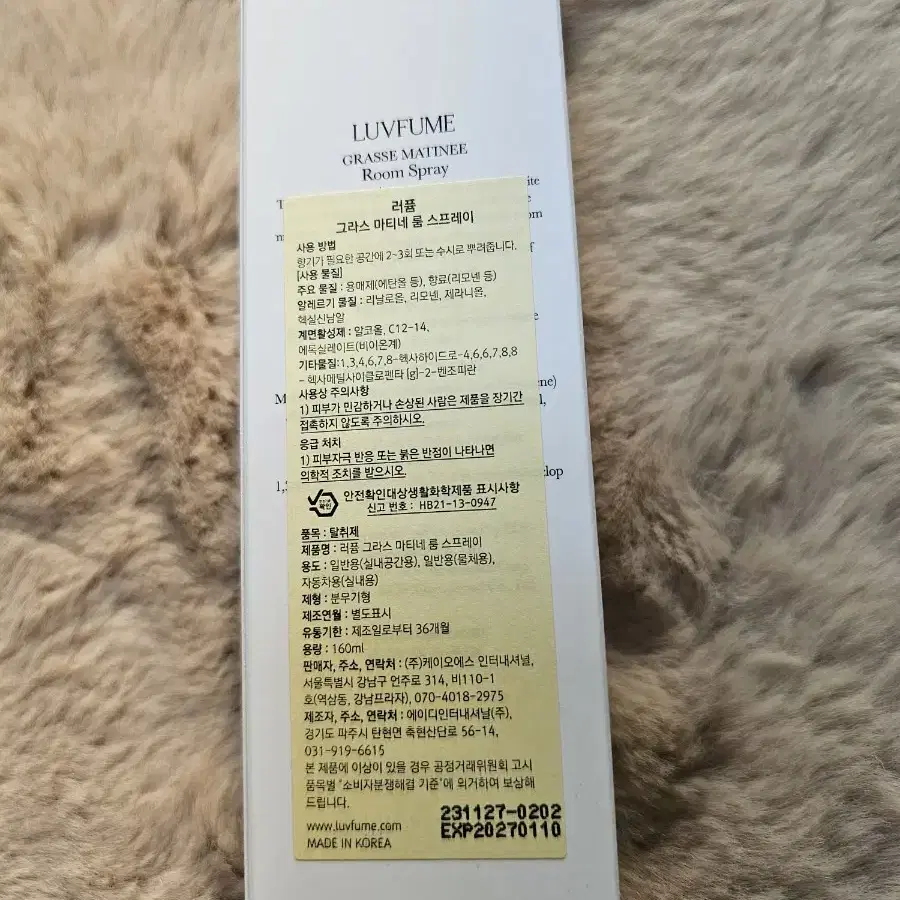 LUVFUME
GRASSE MATINEE
Room Spray
러퓸
그라스 마티네 룸 스프레이
사용 방법
향기가 필요한 공간에 2~3회 또는 수시로 뿌려줍니다.
[사용 물질]
주요 물질 : 용매제(에탄올 등), 향료(리모넨 등)
알레르기 물질 : 리날로올, 리모넨, 제라니올,
헥실신남알
계면활성제 : 알코올, C12-14,
에톡실레이트(비이온계)
기타물질:1,3,4,6,7,8-헥사하이드로-4,6,6,7,8,8
- 헥사메틸사이클로펜타 [g]-2-벤조피란
사용상 주의사항
1) 피부가 민감하거나 손상된 사람은 제품을 장기간
접촉하지 않도록 주의하시오.
응급 처치
1) 피부자극 반응 또는 붉은 반점이 나타나면
의학적 조치를 받으시오.
안전확인대상생활화학제품 표시사항
신고 번호 : HB21-13-0947
품목 : 탈취제
제품명 : 러퓸 그라스 마티네 룸 스프레이
용도 : 일반용(실내공간용), 일반용(물체용),
자동차용(실내용)
제형 : 분무기형
제조연월 : 별도표시
유통기한 : 제조일로부터 36개월
용량 : 160ml
판매자, 주소, 연락처 : (주)케이오에스 인터내셔널,
서울특별시 강남구 언주로 314, 비110-1
호(역삼동, 강남프라자), 070-4018-2975
제조자, 주소, 연락처 : 에이디인터내셔널(주),
경기도 파주시 탄현면 축현산단로 56-14,
031-919-6615
본 제품에 이상이 있을 경우 공정거래위원회 고시
품목별 "소비자분쟁해결 기준"에 의거하여 보상해
드립니다.
231127-0202
EXP20270110
www.luvfume.com
MADE IN KOREA